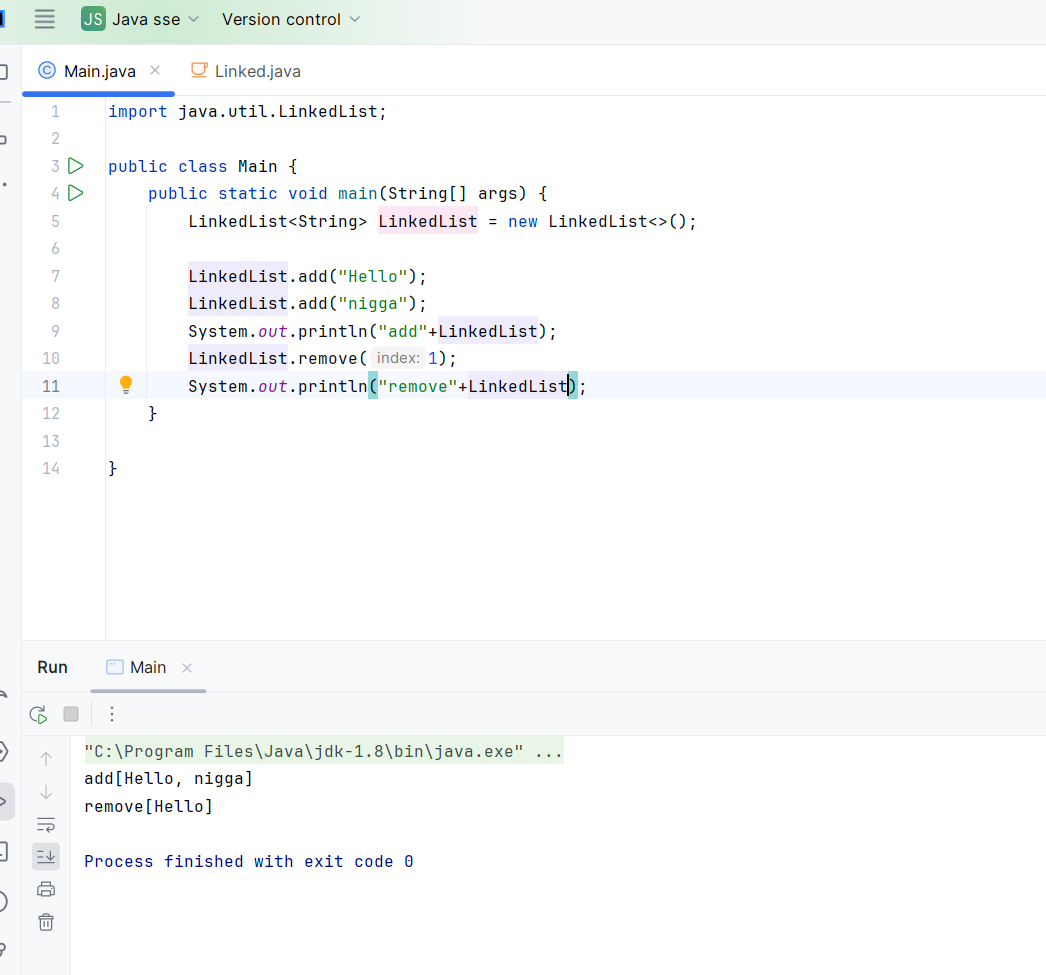 JS Java sse Version control
Main.java Linked.java
1 import java.util.LinkedList;
2
3 public class Main {
4 public static void main(String[] args) {
5 LinkedList<String> LinkedList = new LinkedList<>();
6
7 LinkedList.add("Hello");
8 LinkedList.add("nigga");
9 System.out.println("add"+LinkedList);
10 LinkedList.remove( index: 1);
11 System.out.println("remove"+LinkedList);
12 }
13
14 }
Run Main
"C:\Program Files\Java\jdk-1.8\bin\java.exe" ...
add[Hello, nigga]
remove[Hello]
Process finished with exit code 0